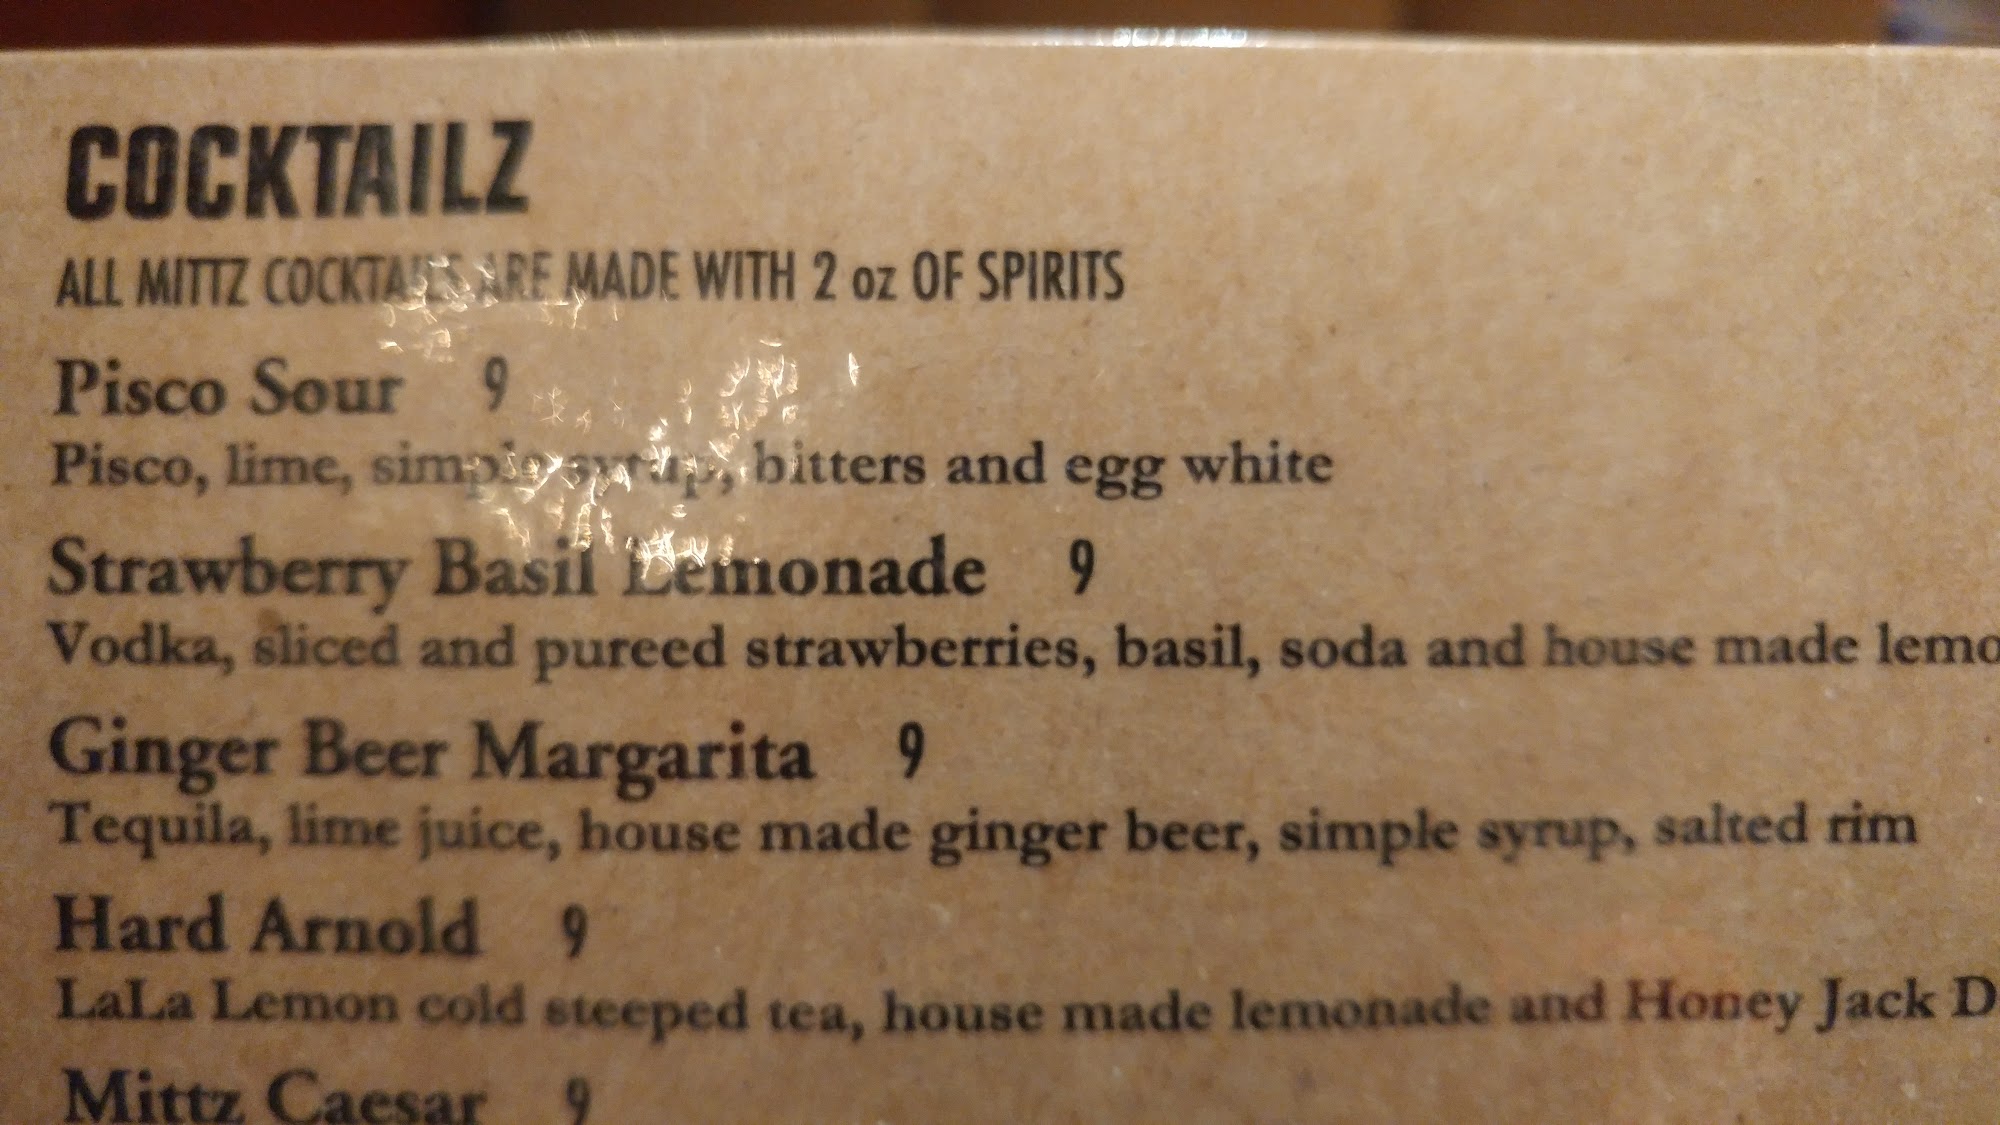 COCKTAILZ
ALL MITTZ COCKTAILS ARE MADE WITH 2 oz OF SPIRITS
Pisco Sour 9
Pisco, lime, simple syrup, bitters and egg white
Strawberry Basil Lemonade 9
Vodka, sliced and pureed strawberries, basil, soda and house made lemo
Ginger Beer Margarita 9
Tequila, lime juice, house made ginger beer, simple syrup, salted rim
Hard Arnold 9
LaLa Lemon cold steeped tea, house made lemonade and Honey Jack D
Mittz Caesar 9